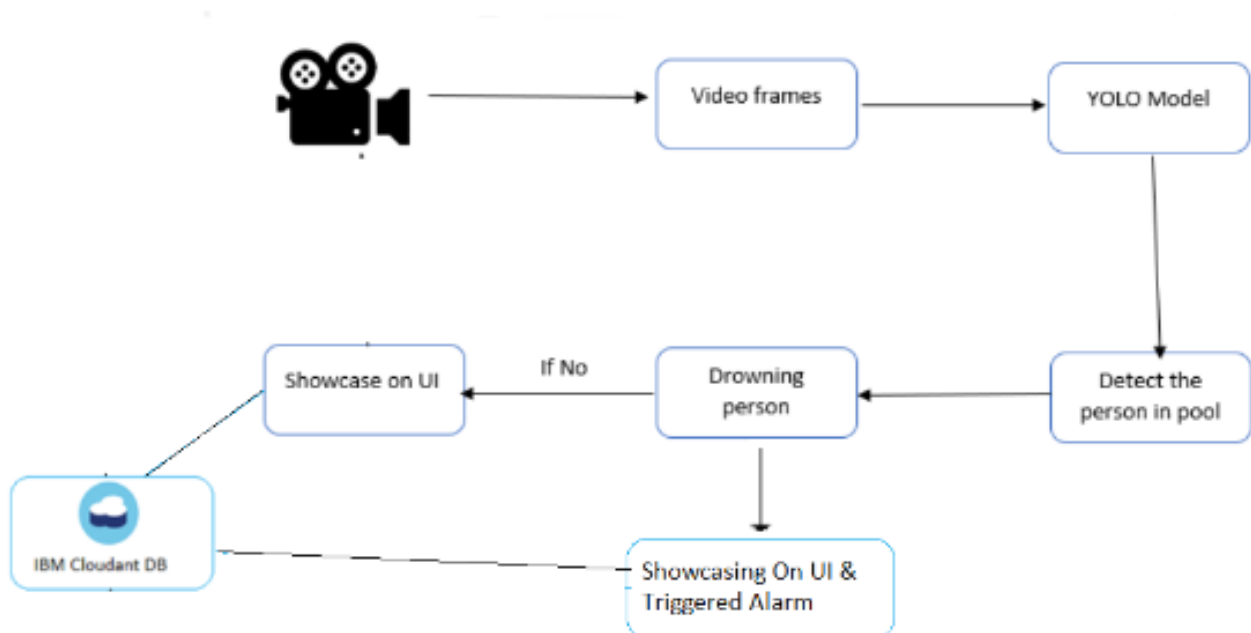 Video frames
YOLO Model
Showcase on UI
If No
Drowning
person
Detect the
person in pool
IBM Cloudant DB
Showcasing On UI &
Triggered Alarm